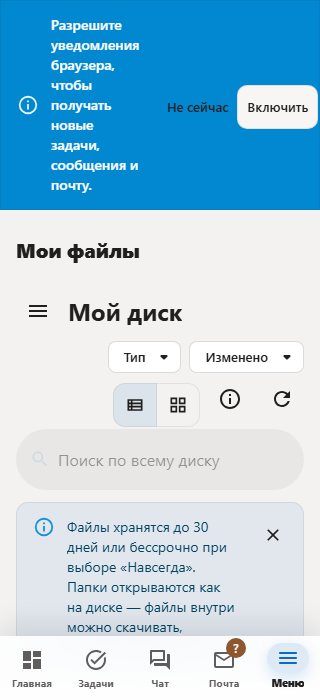 Разрешите
уведомления
браузера,
чтобы
получать
новые
задачи,
сообщения и
почту.
Не сейчас
Включить
Мои файлы
Мой диск
Тип
Изменено
Поиск по всему диску
Файлы хранятся до 30
дней или бессрочно при
выборе «Навсегда».
Папки открываются как
на диске — файлы внутри
можно скачивать,
?
Главная
Задачи
Чат
Почта
Меню